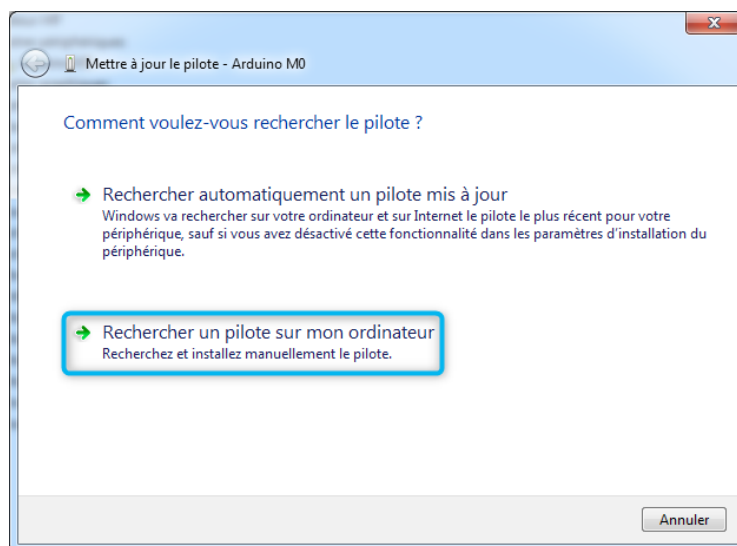 Mettre à jour le pilote - Arduino M0
Comment voulez-vous rechercher le pilote ?
Rechercher automatiquement un pilote mis à jour
Windows va rechercher sur votre ordinateur et sur Internet le pilote le plus récent pour votre
périphérique, sauf si vous avez désactivé cette fonctionnalité dans les paramètres d'installation du
périphérique.
Rechercher un pilote sur mon ordinateur
Recherchez et installez manuellement le pilote.
Annuler